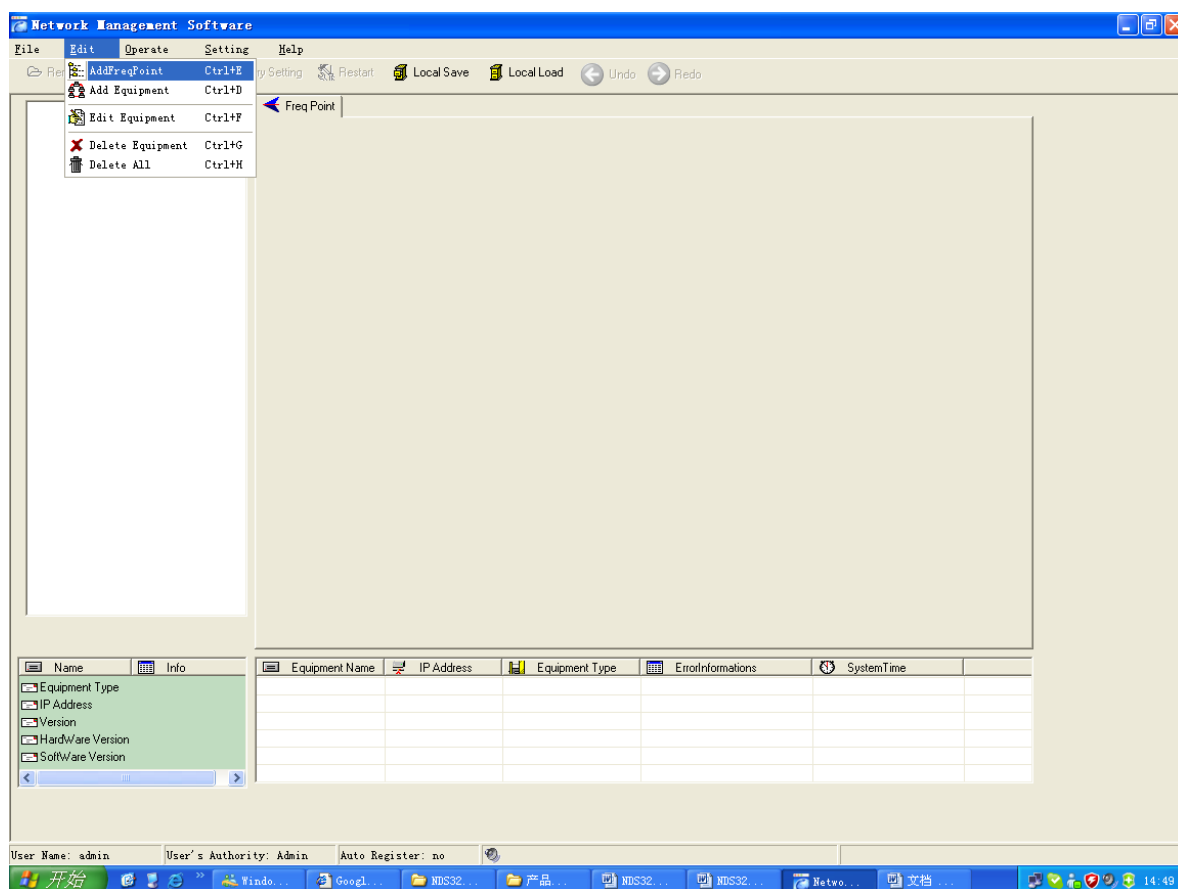 Network Management Software
File Edit Operate Setting Help
Restart Local Save Local Load Undo Redo
AddFreqPoint Ctrl+E
Add Equipment Ctrl+D
Edit Equipment Ctrl+F
Delete Equipment Ctrl+G
Delete All Ctrl+H
Freq Point
Name Info
Equipment Type
IP Address
Version
HardWare Version
SoftWare Version
Equipment Name IP Address Equipment Type ErrorInformations SystemTime
User Name: admin User's Authority: Admin Auto Register: no
开始 Windo... Googl... NDS32... 产品... NDS32... NDS32... Netwo... 文档 ... 14:49